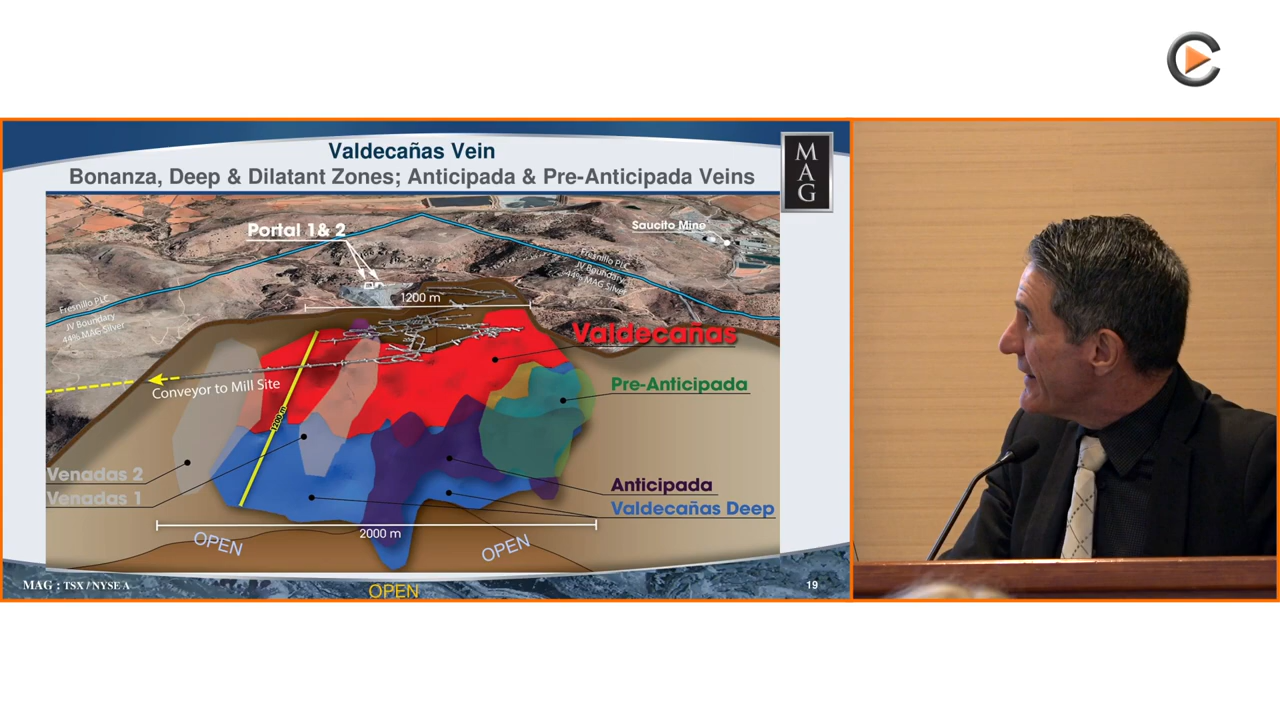 Valdecañas Vein
Bonanza, Deep & Dilatant Zones; Anticipada & Pre-Anticipada Veins
M
A
G
Portal 1& 2
Saucito Mine
Fresnillo PLC
JV Boundary
44% MAG Silver
Fresnillo PLC
JV Boundary
44% MAG Silver
1200 m
Valdecañas
Conveyor to Mill Site
Pre-Anticipada
1200 m
Venadas 2
Venadas 1
Anticipada
Valdecañas Deep
2000 m
OPEN
OPEN
OPEN
MAG : TSX / NYSE A
19